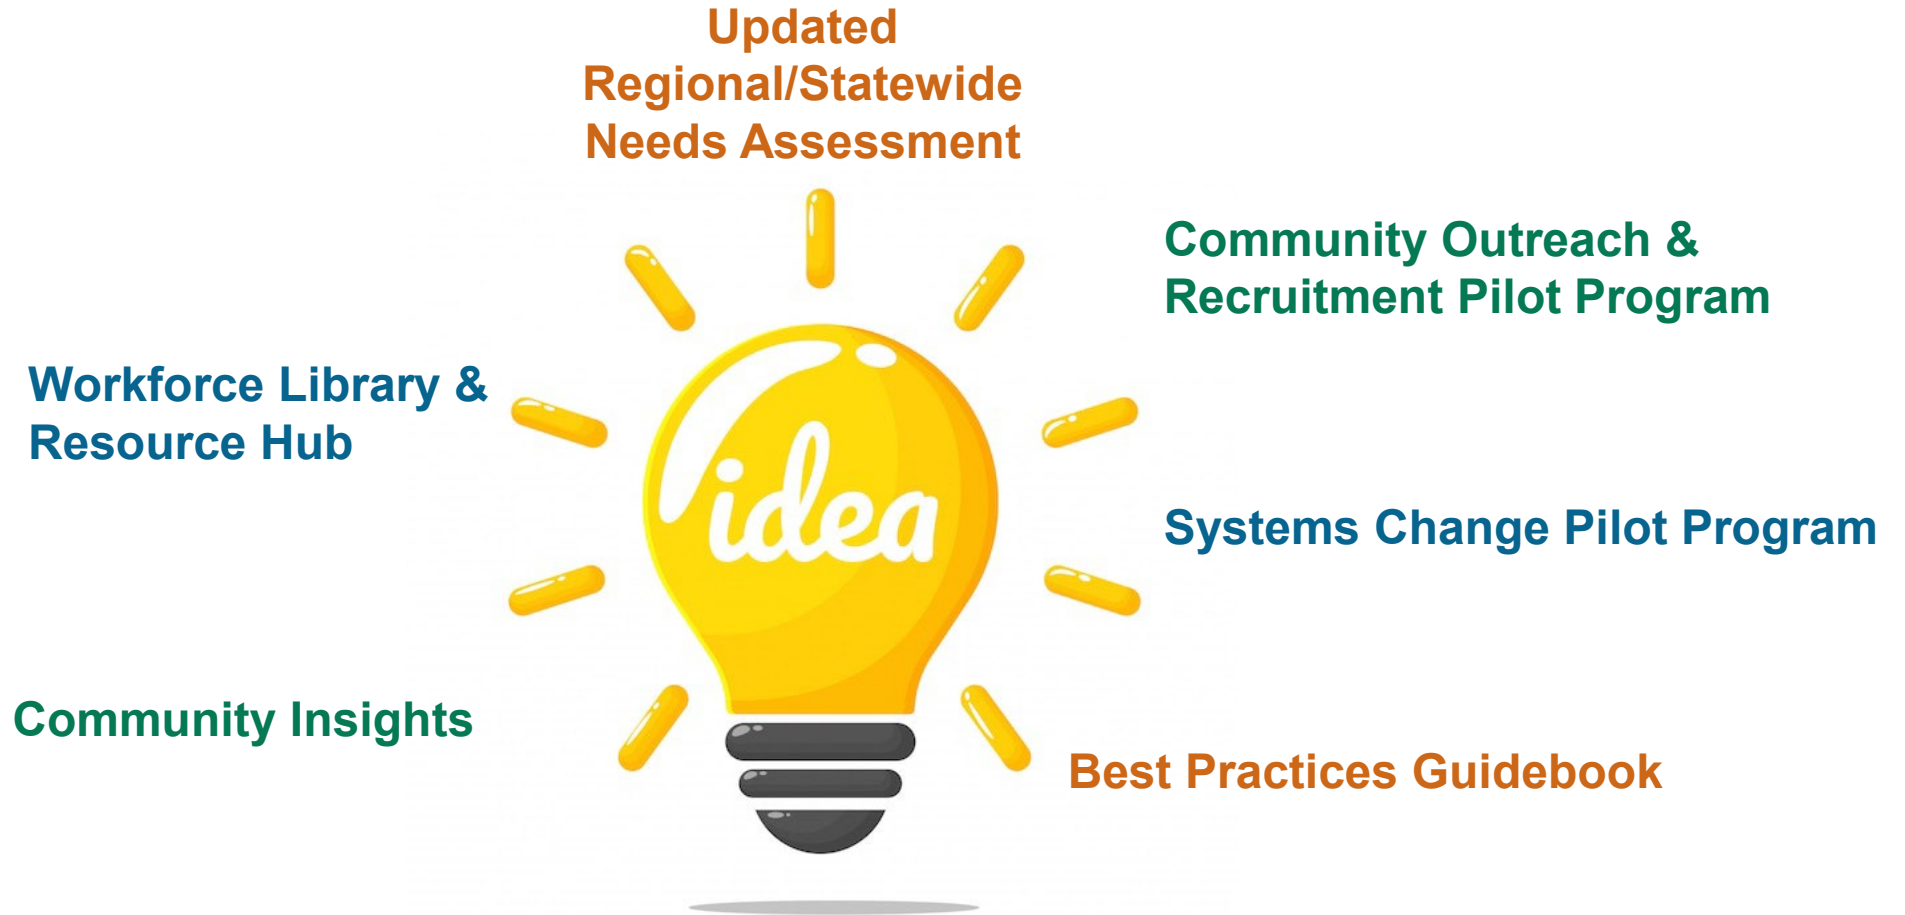 Updated
Regional/Statewide
Needs Assessment
Community Outreach &
Recruitment Pilot Program
Workforce Library &
Resource Hub
idea
Systems Change Pilot Program
Community Insights
Best Practices Guidebook